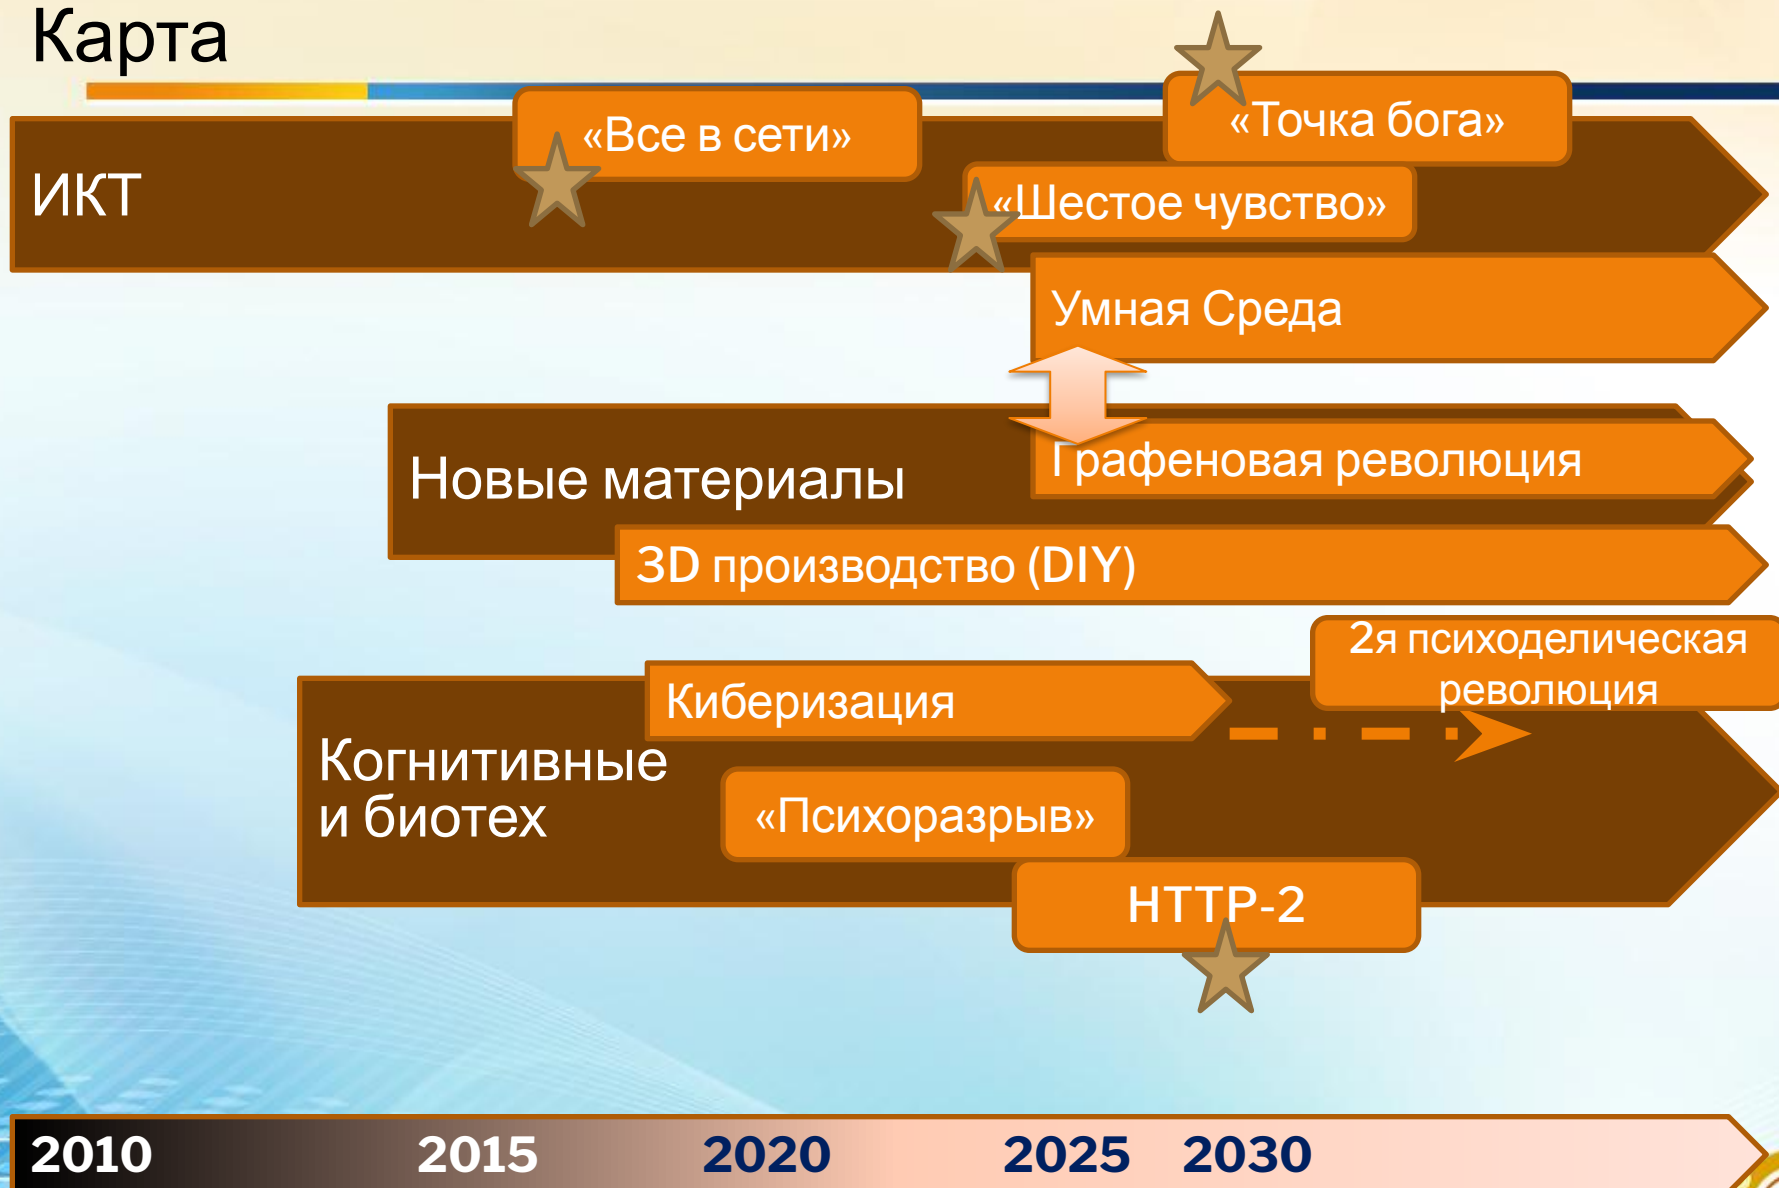 Карта
«Все в сети»
«Точка бога»
ИКТ
«Шестое чувство»
Умная Среда
Новые материалы
Графеновая революция
3D производство (DIY)
2я психоделическая
революция
Киберизация
Когнитивные
и биотех
«Психоразрыв»
HTTP-2
2010 2015 2020 2025 2030